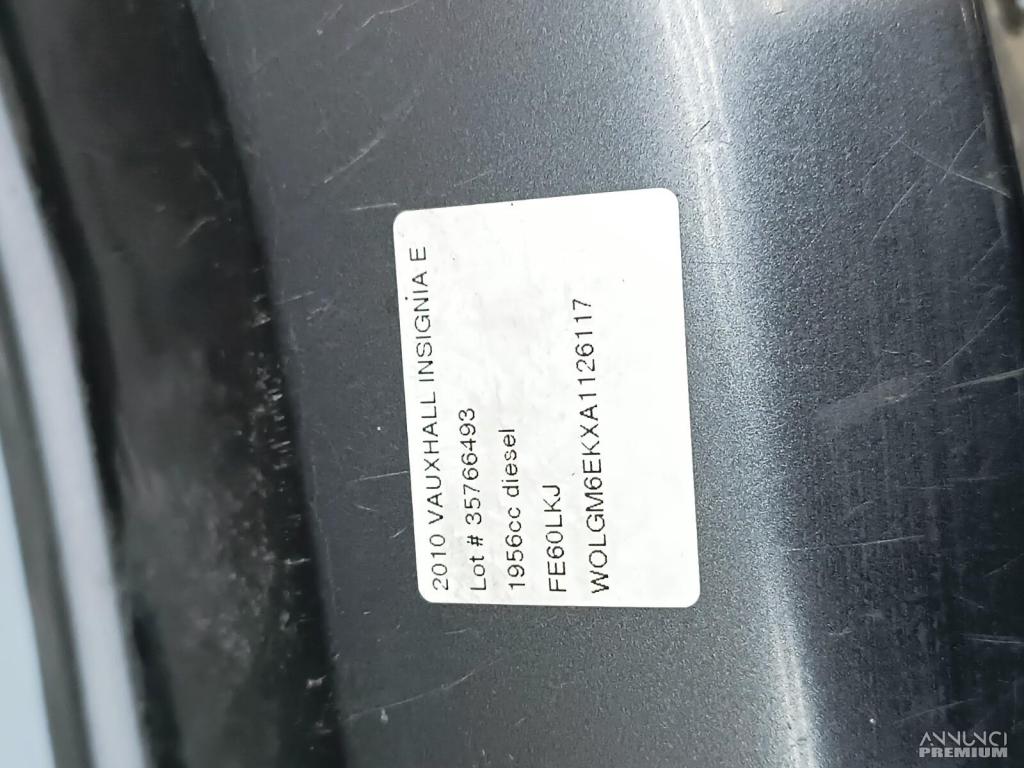 2010 VAUXHALL INSIGNIA E
Lot # 35766493
1956cc diesel
FE60LKJ
WOLGM6EKXA1126117
ANNUNCI
PREMIUM